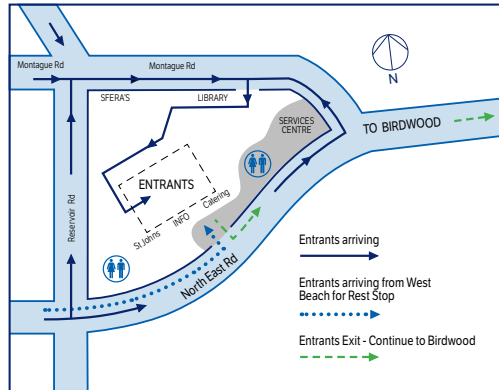 Montague Rd
Montague Rd
N
SFERA'S
LIBRARY
SERVICES
CENTRE
TO BIRDWOOD
ENTRANTS
Catering
INFO
St Johns
Reservoir Rd
North East Rd
Entrants arriving
Entrants arriving from West
Beach for Rest Stop
Entrants Exit - Continue to Birdwood